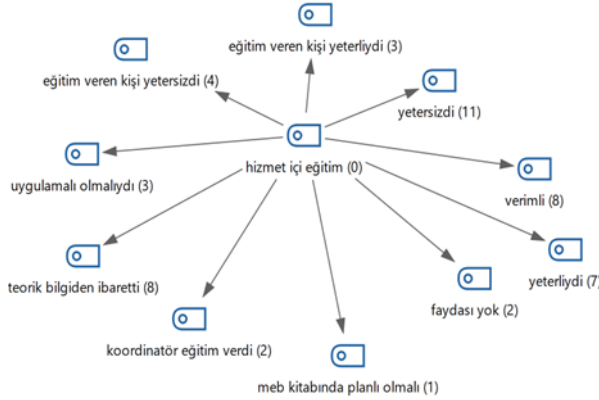 eğitim veren kişi yeterliydi (3)
eğitim veren kişi yetersizdi (4)
yetersizdi (11)
hizmet içi eğitim (0)
uygulamalı olmalıydı (3)
verimli (8)
teorik bilgiden ibaretti (8)
yeterliydi (7)
faydası yok (2)
koordinatör eğitim verdi (2)
meb kitabında planlı olmalı (1)